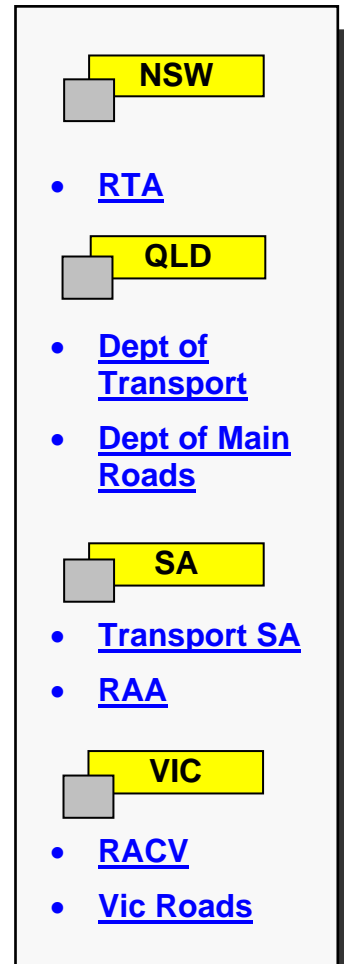 NSW
• RTA
QLD
• Dept of
Transport
• Dept of Main
Roads
SA
• Transport SA
• RAA
VIC
• RACV
• Vic Roads